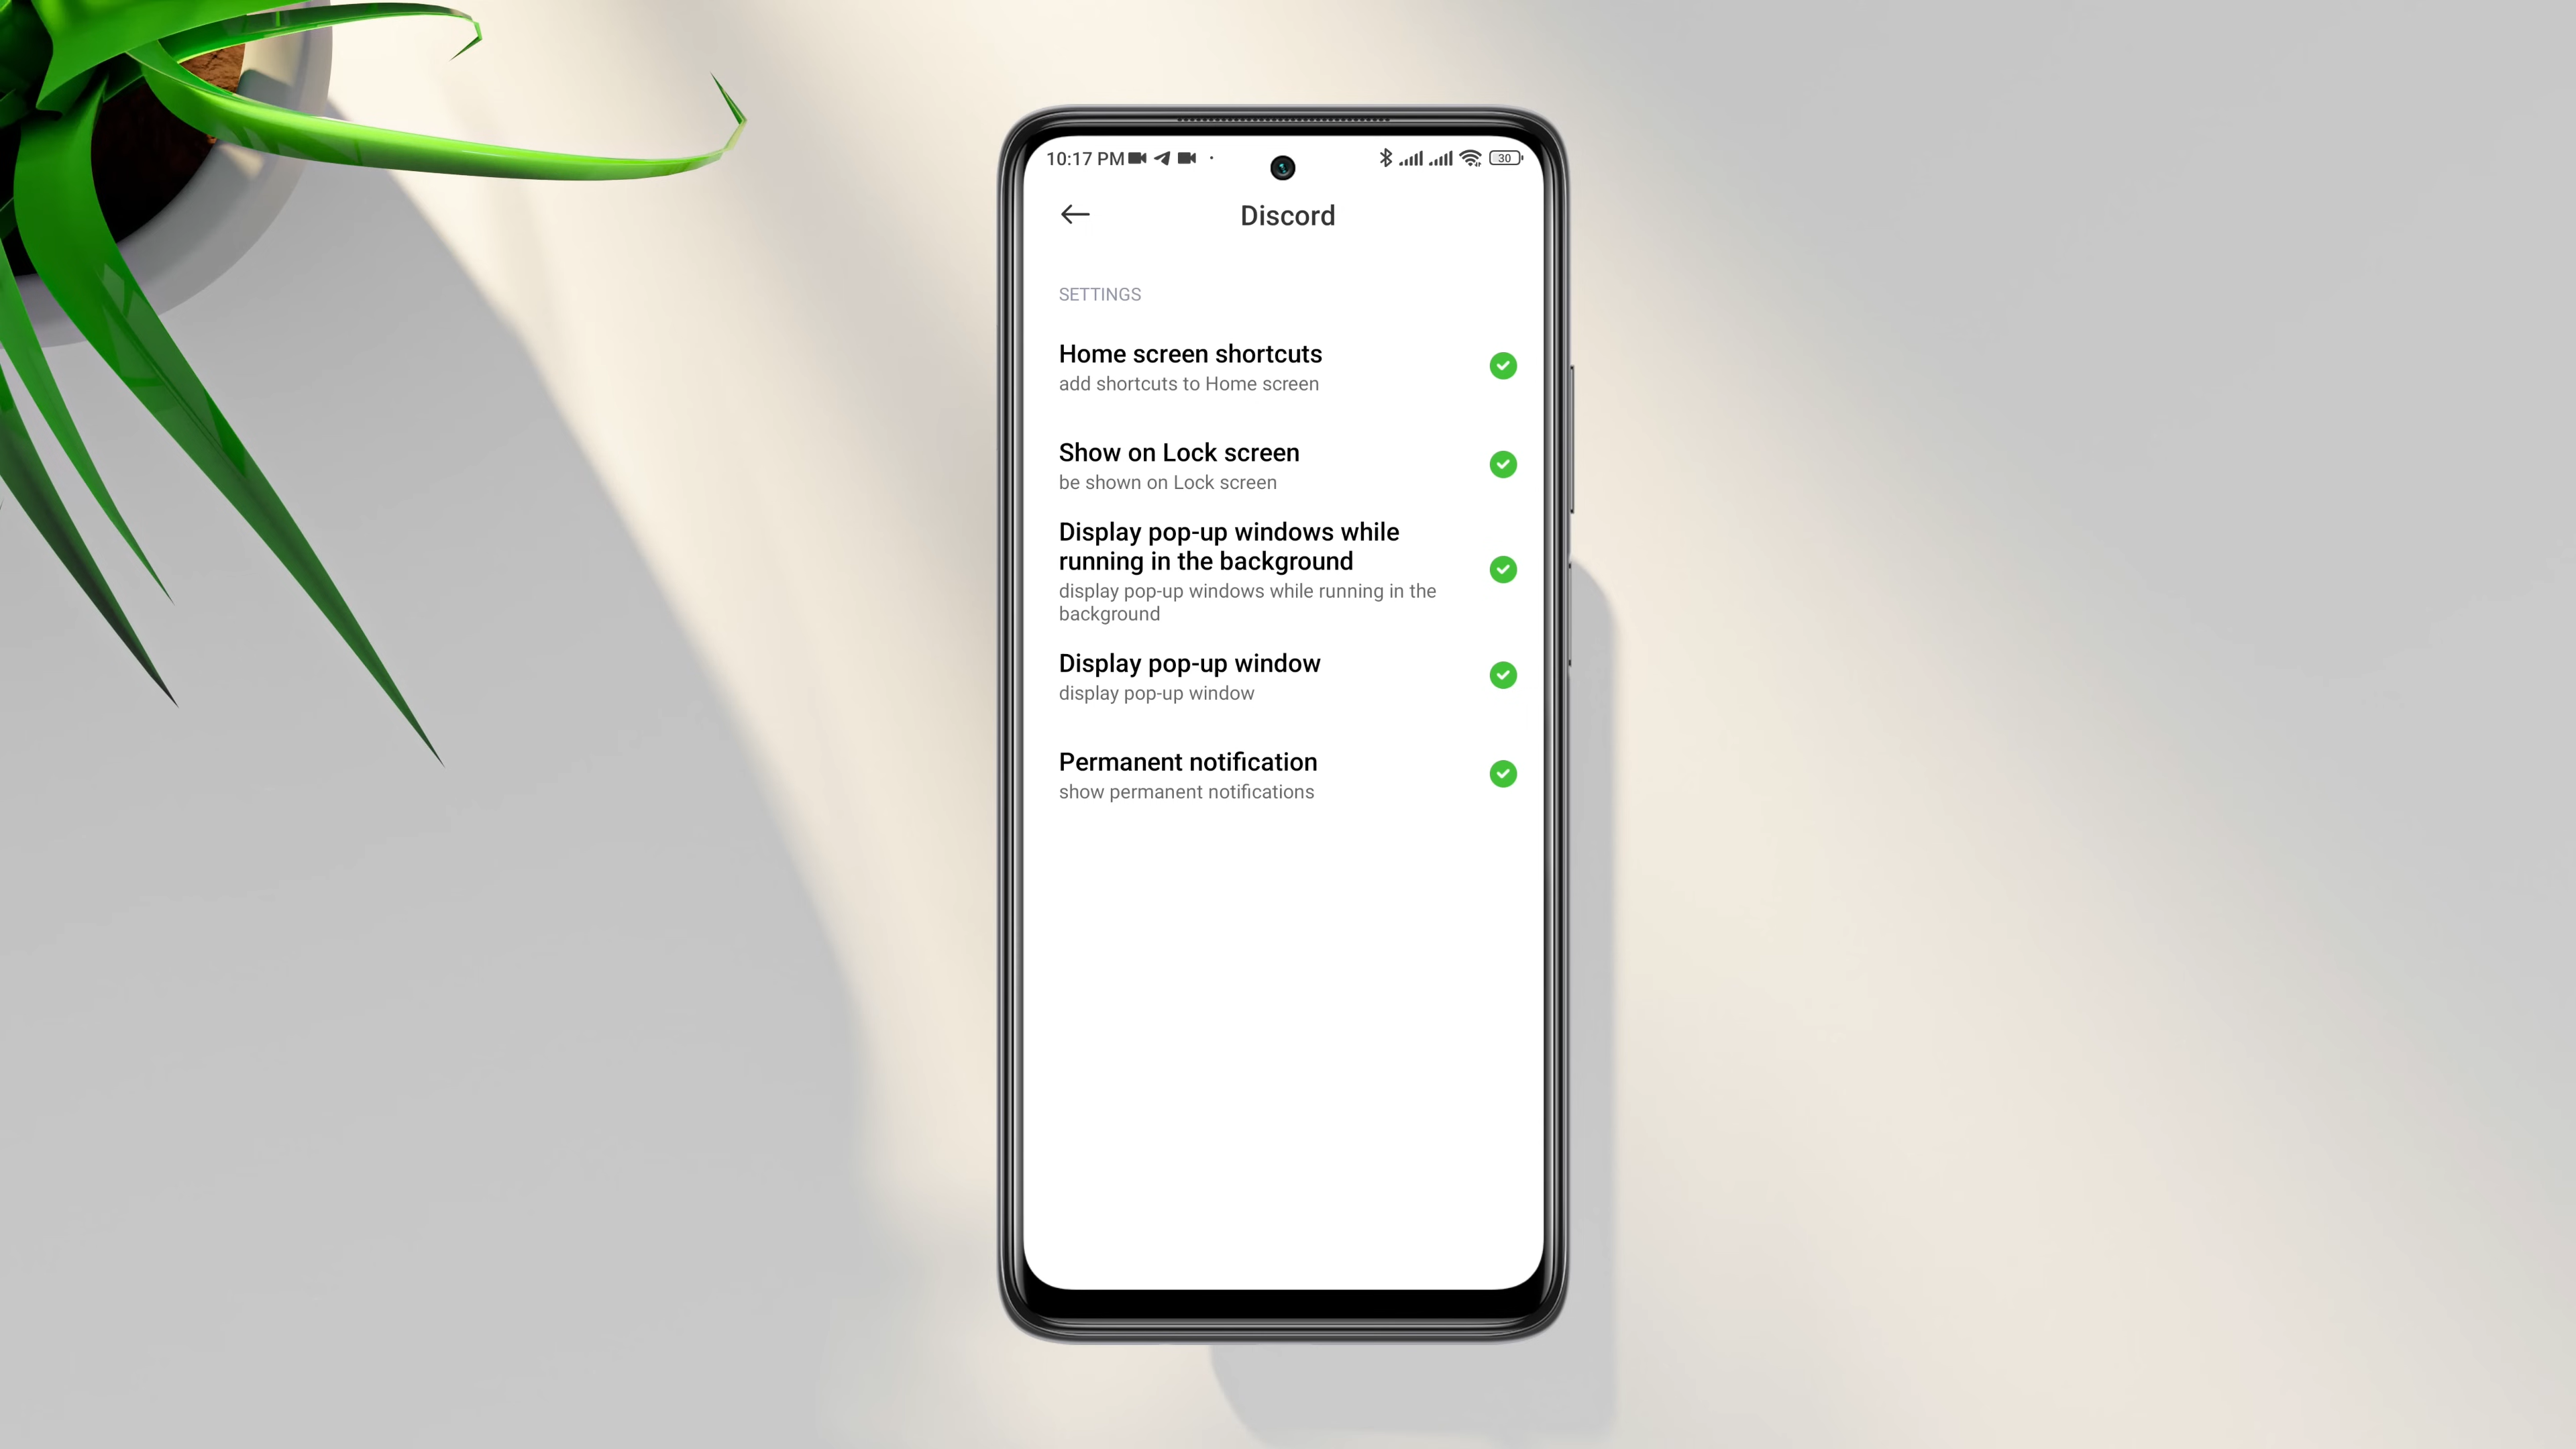 10:17 PM
30
Discord
SETTINGS
Home screen shortcuts
add shortcuts to Home screen
Show on Lock screen
be shown on Lock screen
Display pop-up windows while
running in the background
display pop-up windows while running in the
background
Display pop-up window
display pop-up window
Permanent notification
show permanent notifications